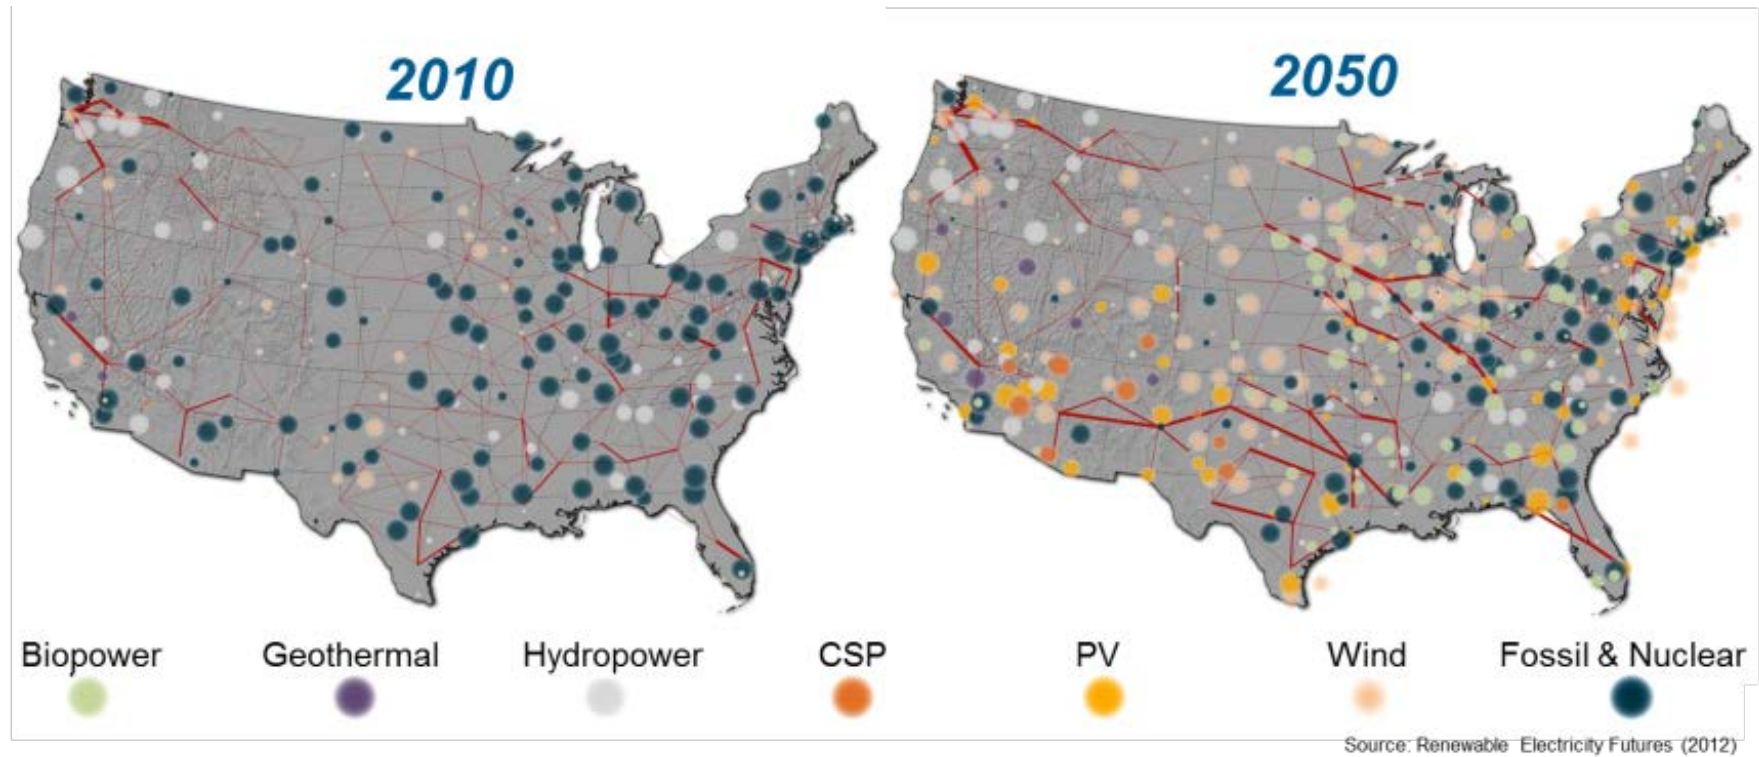 2010
2050
Biopower
Geothermal
Hydropower
CSP
PV
Wind
Fossil & Nuclear
Source: Renewable Electricity Futures (2012)